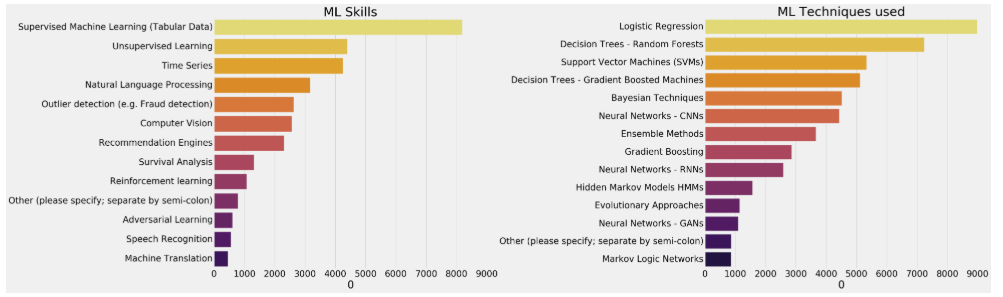 ML Skills
Supervised Machine Learning (Tabular Data)
Unsupervised Learning
Time Series
Natural Language Processing
Outlier detection (e.g. Fraud detection)
Computer Vision
Recommendation Engines
Survival Analysis
Reinforcement learning
Other (please specify; separate by semi-colon)
Adversarial Learning
Speech Recognition
Machine Translation
0 1000 2000 3000 4000 5000 6000 7000 8000 9000
0
ML Techniques used
Logistic Regression
Decision Trees - Random Forests
Support Vector Machines (SVMs)
Decision Trees - Gradient Boosted Machines
Bayesian Techniques
Neural Networks - CNNs
Ensemble Methods
Gradient Boosting
Neural Networks - RNNs
Hidden Markov Models HMMs
Evolutionary Approaches
Neural Networks - GANs
Other (please specify; separate by semi-colon)
Markov Logic Networks
0 1000 2000 3000 4000 5000 6000 7000 8000 9000
0